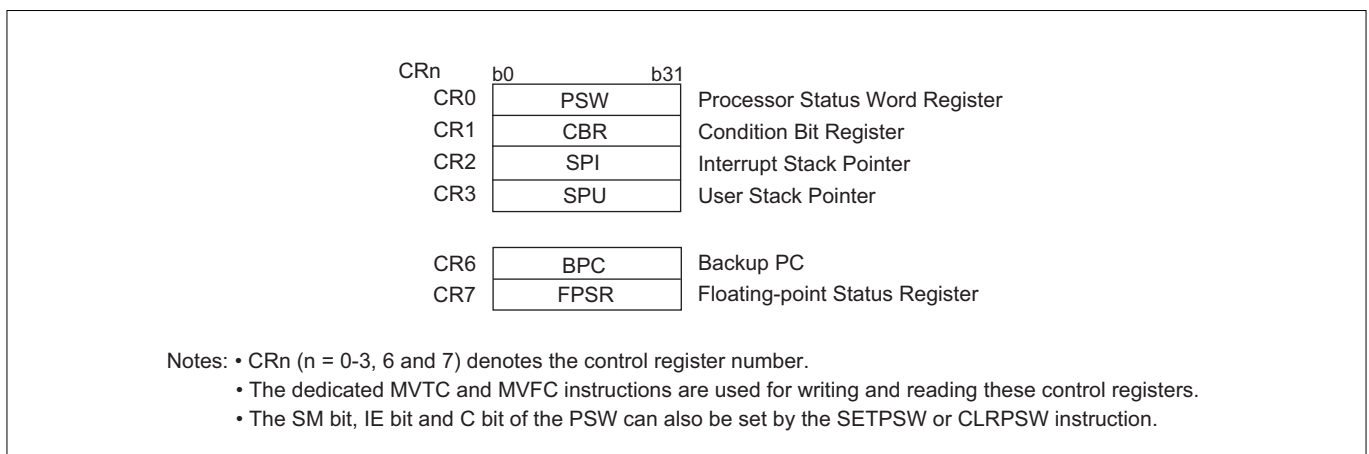 CRn b0 b31
CR0 PSW Processor Status Word Register
CR1 CBR Condition Bit Register
CR2 SPI Interrupt Stack Pointer
CR3 SPU User Stack Pointer
CR6 BPC Backup PC
CR7 FPSR Floating-point Status Register
Notes: • CRn (n = 0-3, 6 and 7) denotes the control register number.
• The dedicated MVTC and MVFC instructions are used for writing and reading these control registers.
• The SM bit, IE bit and C bit of the PSW can also be set by the SETPSW or CLRPSW instruction.